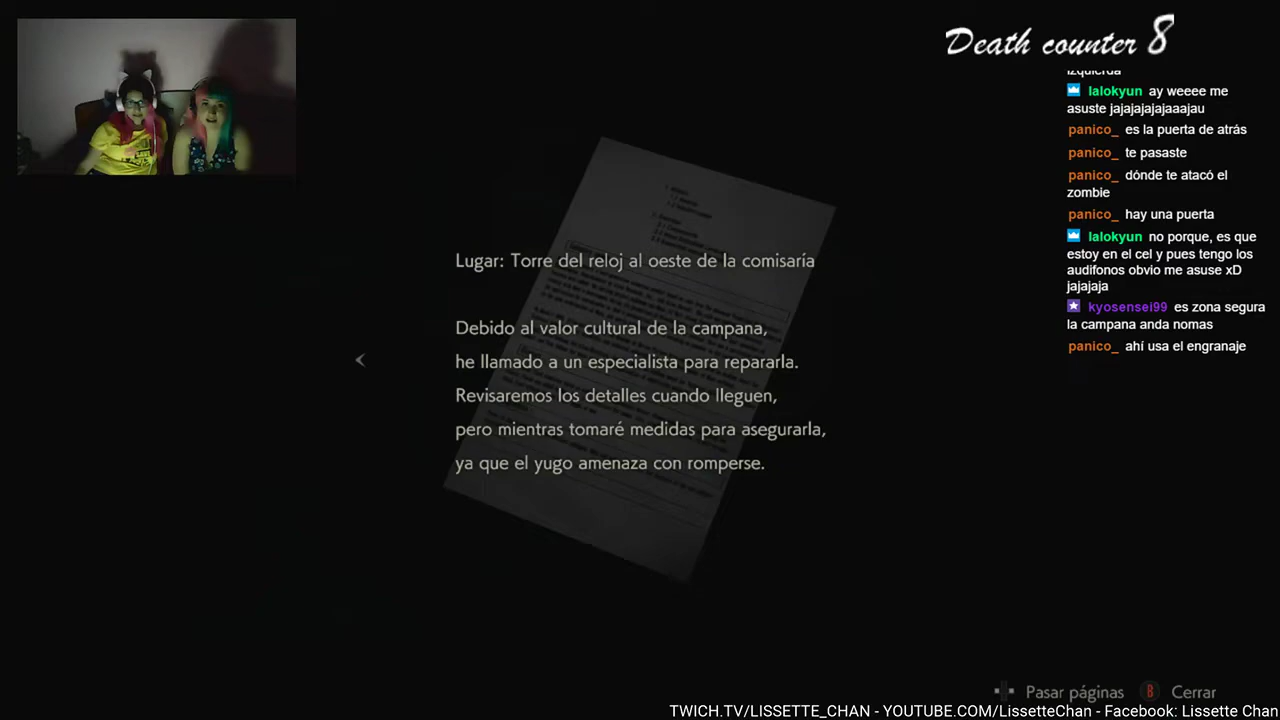 Death counter 8
izquierda
lalokyun ay weeee me
asuste jajajajajajaaajau
panico_ es la puerta de atrás
panico_ te pasaste
panico_ dónde te atacó el
zombie
panico_ hay una puerta
lalokyun no porque, es que
estoy en el cel y pues tengo los
audifonos obvio me asuse xD
jajajaja
kyosensei99 es zona segura
la campana anda nomas
panico_ ahí usa el engranaje
Lugar: Torre del reloj al oeste de la comisaría
Debido al valor cultural de la campana,
he llamado a un especialista para repararla.
Revisaremos los detalles cuando lleguen,
pero mientras tomaré medidas para asegurarla,
ya que el yugo amenaza con romperse.
Pasar páginas B Cerrar
TWICH.TV/LISSETTE_CHAN - YOUTUBE.COM/LissetteChan - Facebook: Lissette Chan